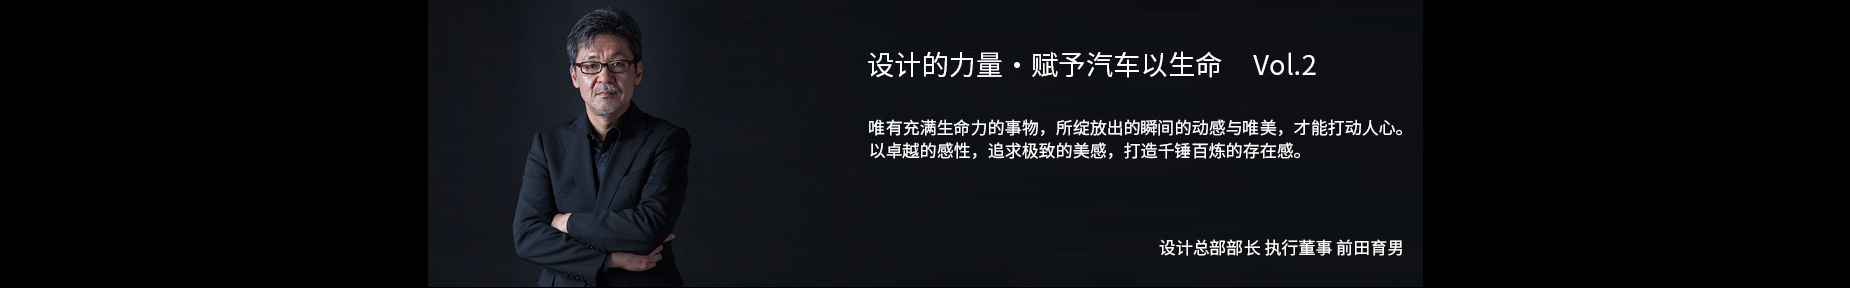 设计的力量・赋予汽车以生命　Vol.2
唯有充满生命力的事物，所绽放出的瞬间的动感与唯美，才能打动人心。
以卓越的感性，追求极致的美感，打造千锤百炼的存在感。
设计总部部长 执行董事 前田育男